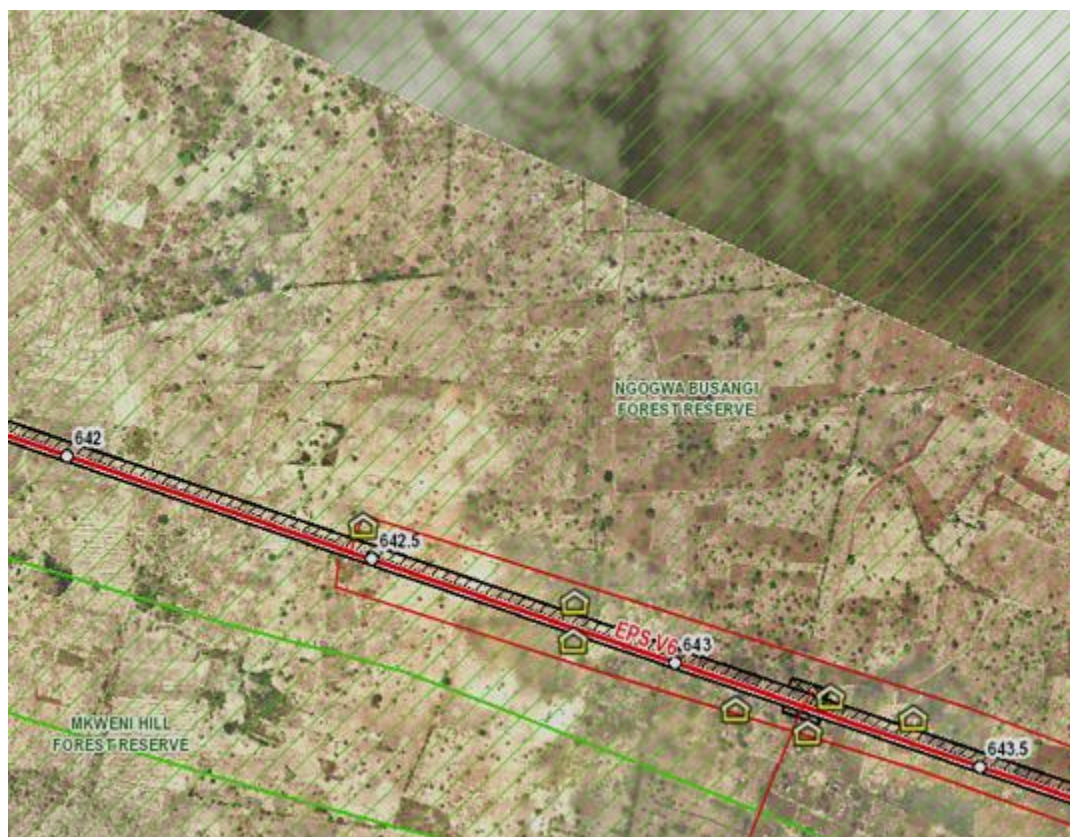 NGOGWA BUSANGI
FOREST RESERVE
642
642.5
EPS V6
643
MKWENI HILL
FOREST RESERVE
643.5